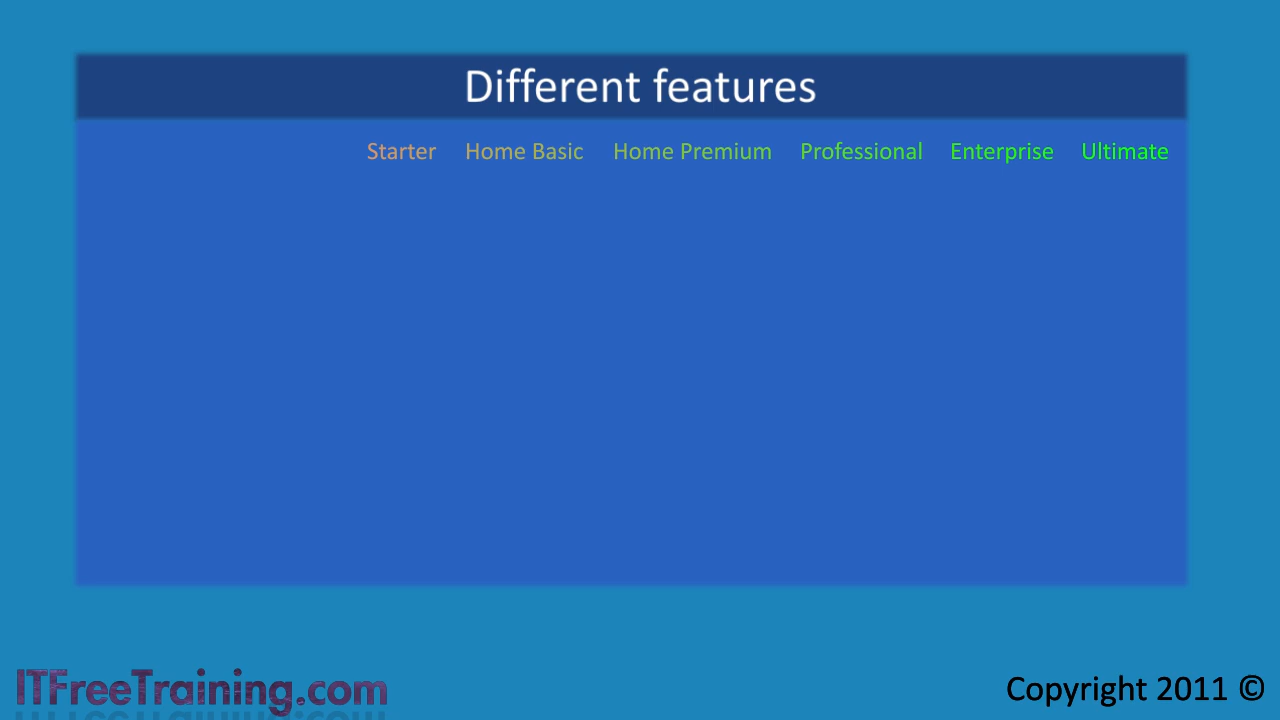 Different features
Starter Home Basic Home Premium Professional Enterprise Ultimate
ITFreeTraining.com
Copyright 2011 ©